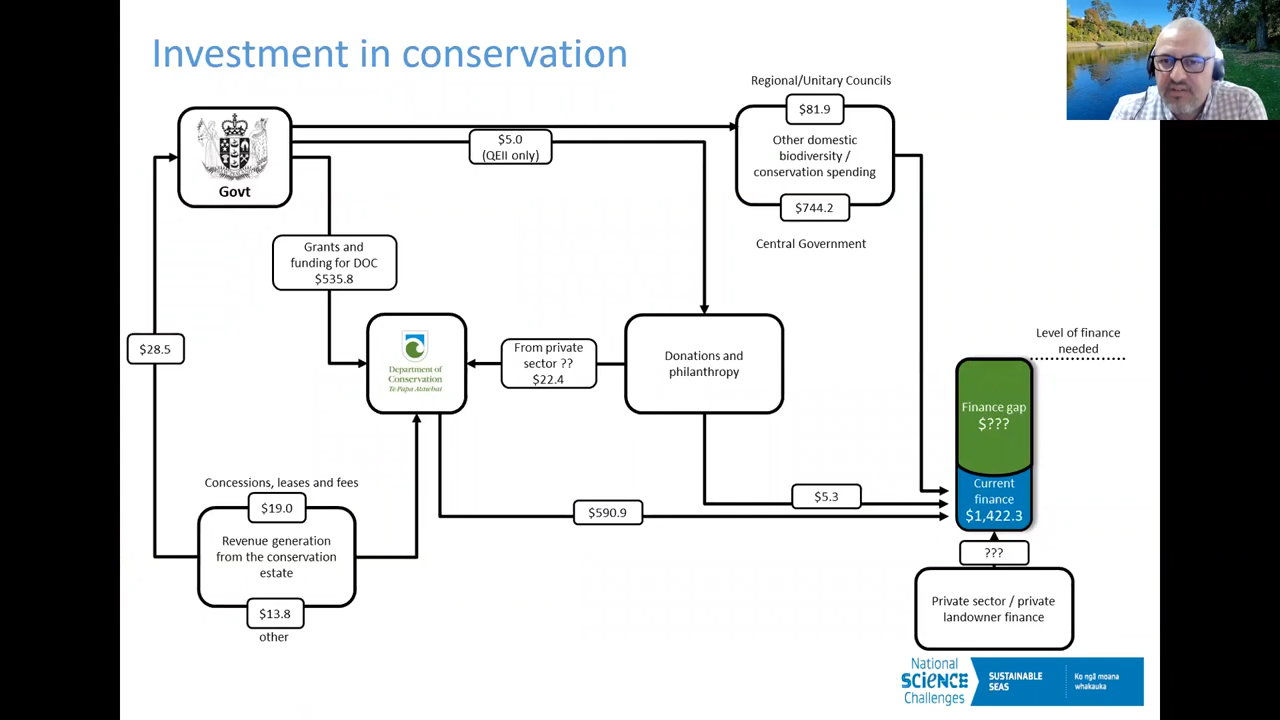 Investment in conservation
Regional/Unitary Councils
$81.9
Other domestic
biodiversity /
conservation spending
$744.2
Central Government
Govt
$5.0
(QEII only)
Grants and
funding for DOC
$535.8
$28.5
Department of
Conservation
Te Papa Atawhai
From private
sector ??
$22.4
Donations and
philanthropy
Level of finance
needed
Finance gap
$???
Current
finance
$1,422.3
$5.3
$590.9
???
Private sector / private
landowner finance
Concessions, leases and fees
$19.0
Revenue generation
from the conservation
estate
$13.8
other
National
SCIENCE
Challenges
SUSTAINABLE
SEAS
Ko ngā moana
whakauka